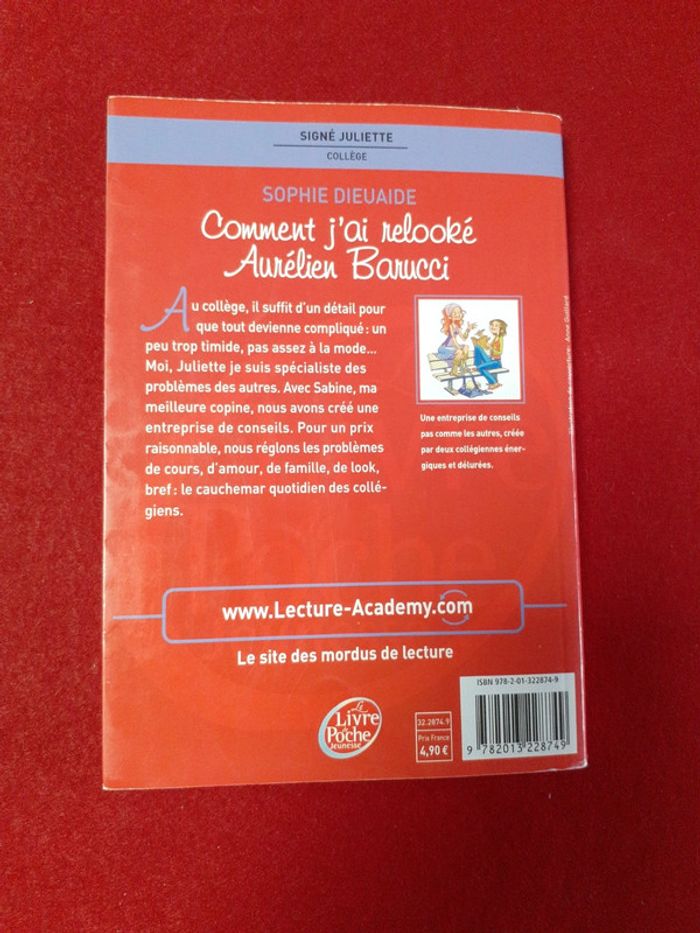 SIGNÉ JULIETTE
COLLÈGE
SOPHIE DIEUAIDE
Comment j'ai relooké
Aurélien Barucci
Au collège, il suffit d'un détail pour
que tout devienne compliqué : un
peu trop timide, pas assez à la mode...
Moi, Juliette je suis spécialiste des
problèmes des autres. Avec Sabine, ma
meilleure copine, nous avons créé une
entreprise de conseils. Pour un prix
raisonnable, nous réglons les problèmes
de cours, d'amour, de famille, de look,
bref : le cauchemar quotidien des collé-
giens.
Une entreprise de conseils
pas comme les autres, créée
par deux collégiennes éner-
giques et délurées.
www.Lecture-Academy.com
Le site des mordus de lecture
Le
Livre
de
Poche
Jeunesse
32.2874.9
Prix France
4,90 €
ISBN 978-2-01-322874-9
9 782013 228749